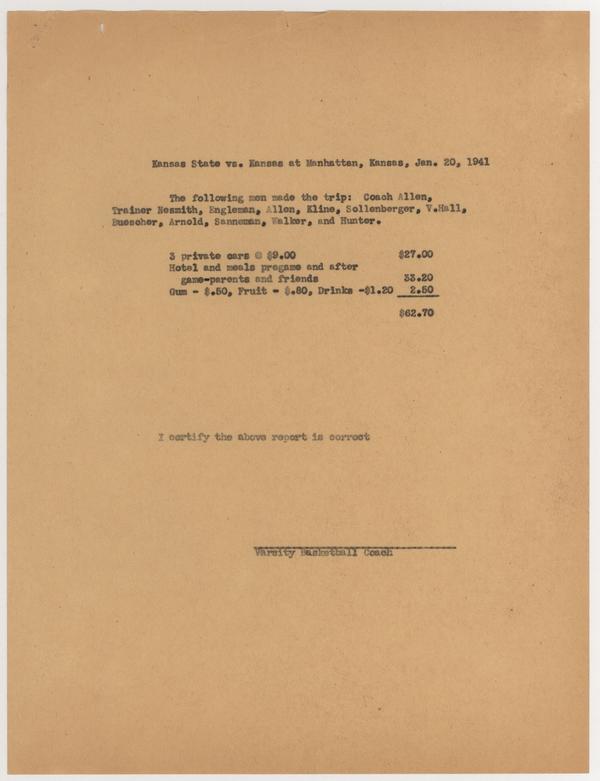 Kansas State vs. Kansas at Manhattan, Kansas, Jan. 20, 1941
The following men made the trip: Coach Allen,
Trainer Nesmith, Engleman, Allen, Kline, Sollenberger, V.Hall,
Buescher, Arnold, Sanneman, Walker, and Hunter.
3 private cars @ $9.00 $27.00
Hotel and meals pregame and after
game-parents and friends 33.20
Gum - $.50, Fruit - $.80, Drinks -$1.20 2.50
$62.70
I certify the above report is correct
Varsity Basketball Coach